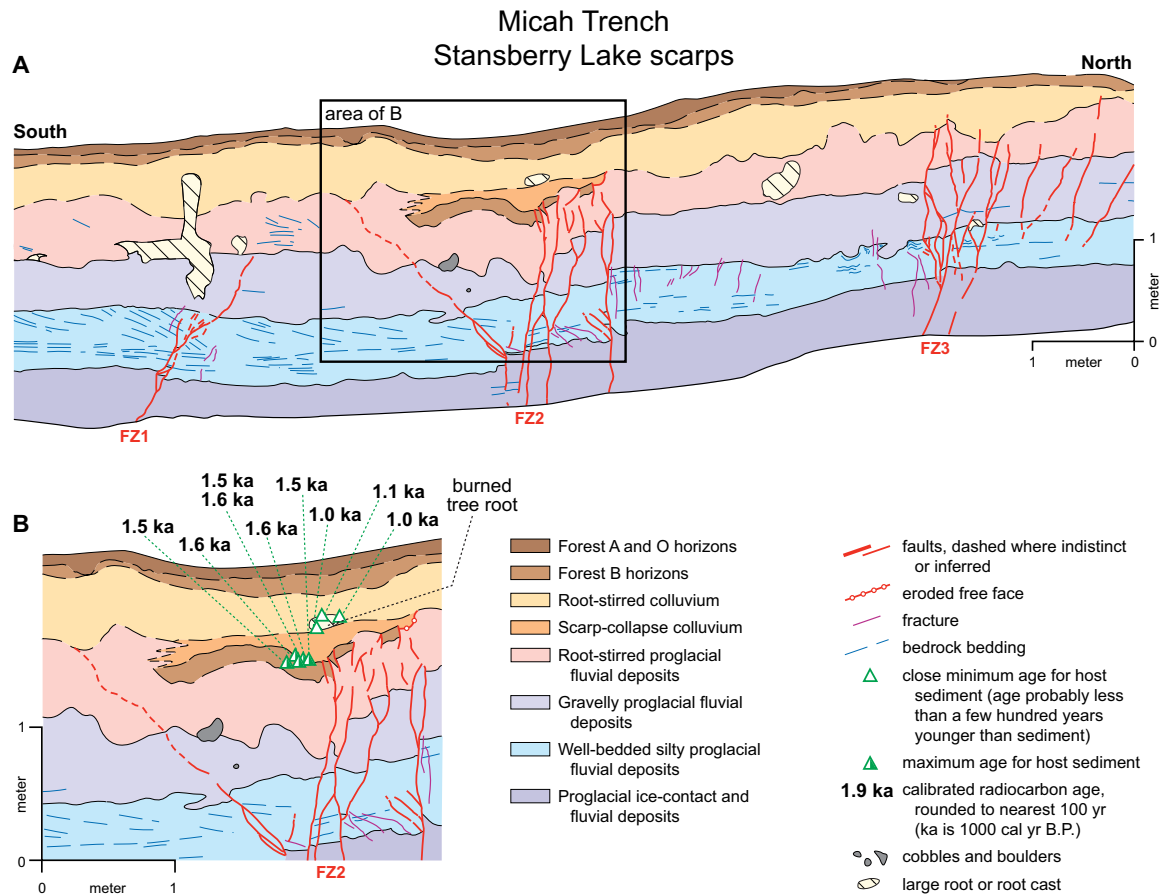 Micah Trench
Stansberry Lake scarps
A
North
South
area of B
1
meter
0
1 meter 0
FZ1
FZ2
FZ3
B
1.5 ka
1.6 ka
1.5 ka
1.6 ka
1.5 ka
1.0 ka
1.1 ka
1.0 ka
burned
tree root
1
meter
0
0 meter 1
FZ2
Forest A and O horizons
Forest B horizons
Root-stirred colluvium
Scarp-collapse colluvium
Root-stirred proglacial
fluvial deposits
Gravelly proglacial fluvial
deposits
Well-bedded silty proglacial
fluvial deposits
Proglacial ice-contact and
fluvial deposits
faults, dashed where indistinct
or inferred
eroded free face
fracture
bedrock bedding
close minimum age for host
sediment (age probably less
than a few hundred years
younger than sediment)
maximum age for host sediment
1.9 ka calibrated radiocarbon age,
rounded to nearest 100 yr
(ka is 1000 cal yr B.P.)
cobbles and boulders
large root or root cast